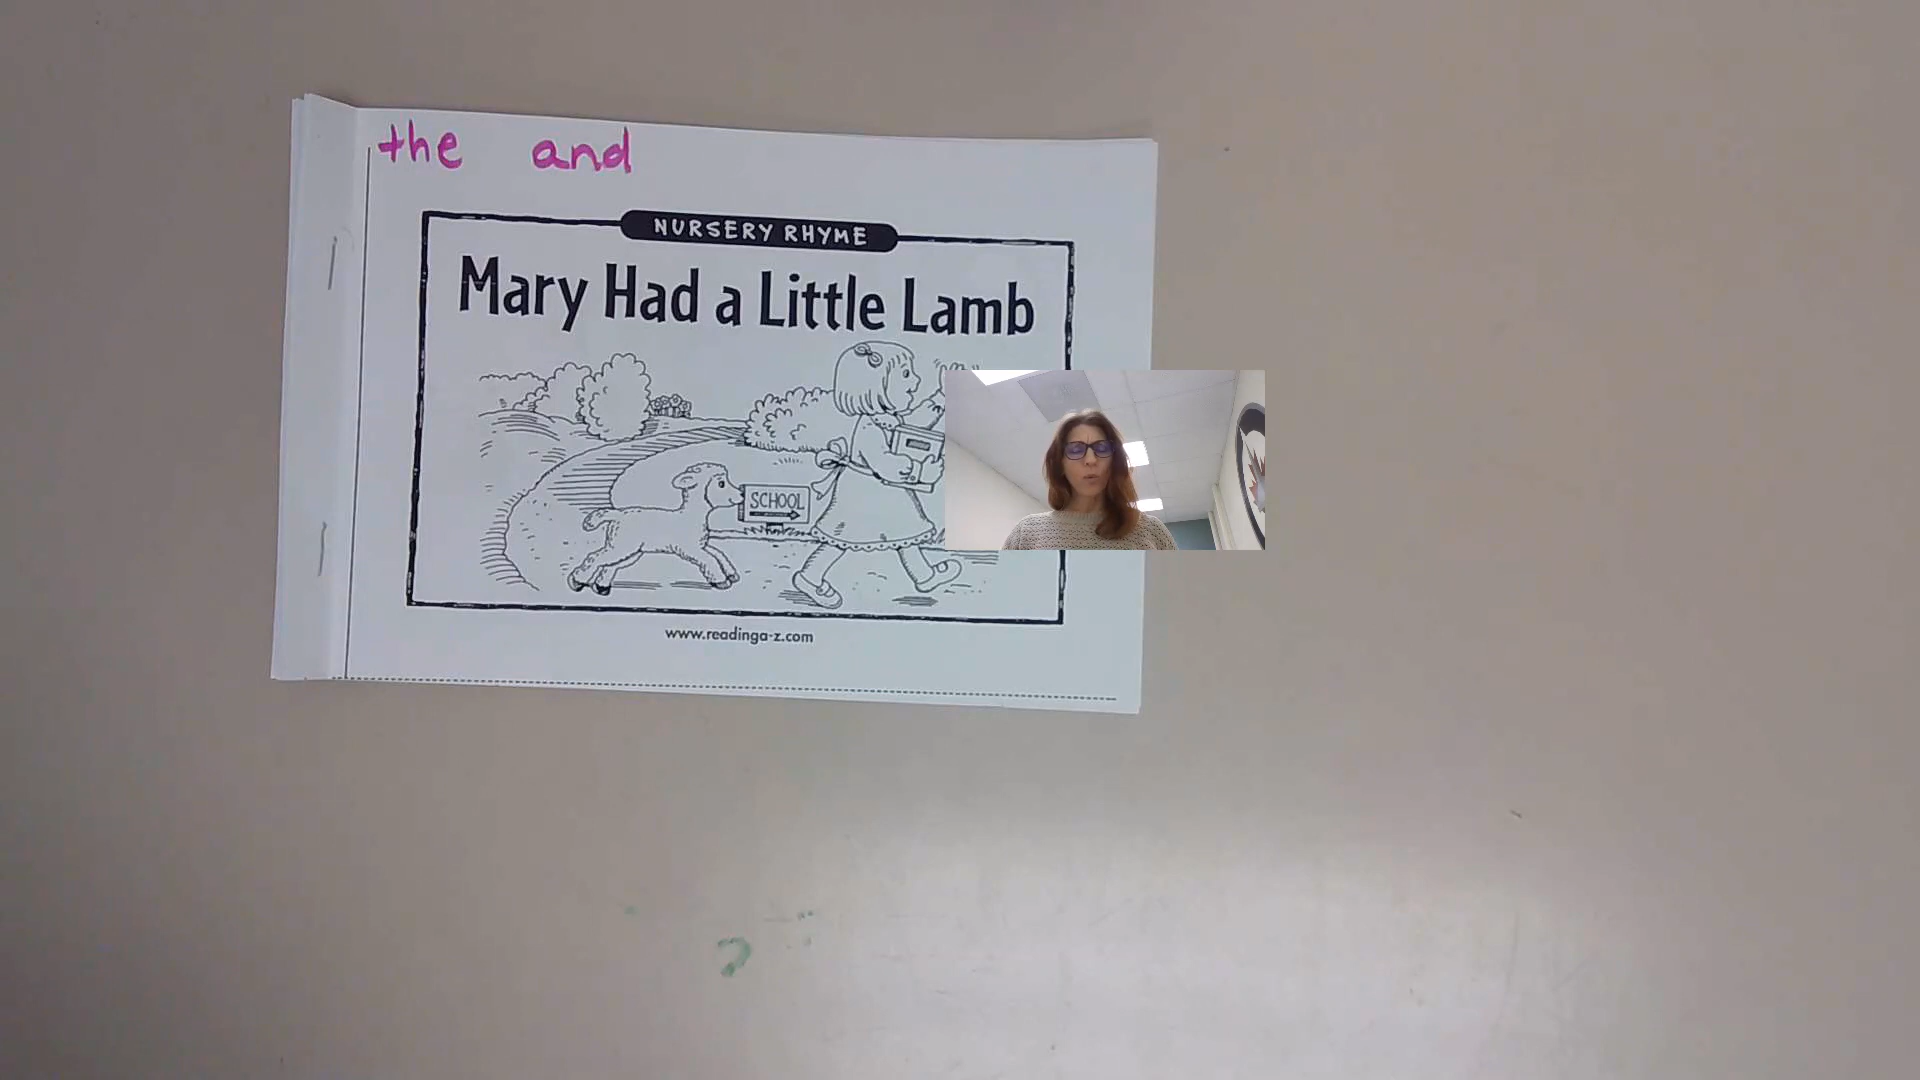 the and
NURSERY RHYME
Mary Had a Little Lamb
SCHOOL
www.readinga-z.com